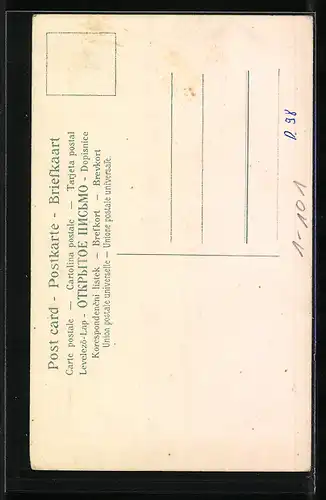 Post card - Postkarte - Briefkaart
Carte postale — Cartolina postale — Tarjeta postal
Levelező-Lap - ОТКРЫТОЕ ПИСЬМО - Dopisnice
Korespondenční lístek — Brefkort — Brevkort
Union postale universelle — Unione postale universale.
D. 98
1-101